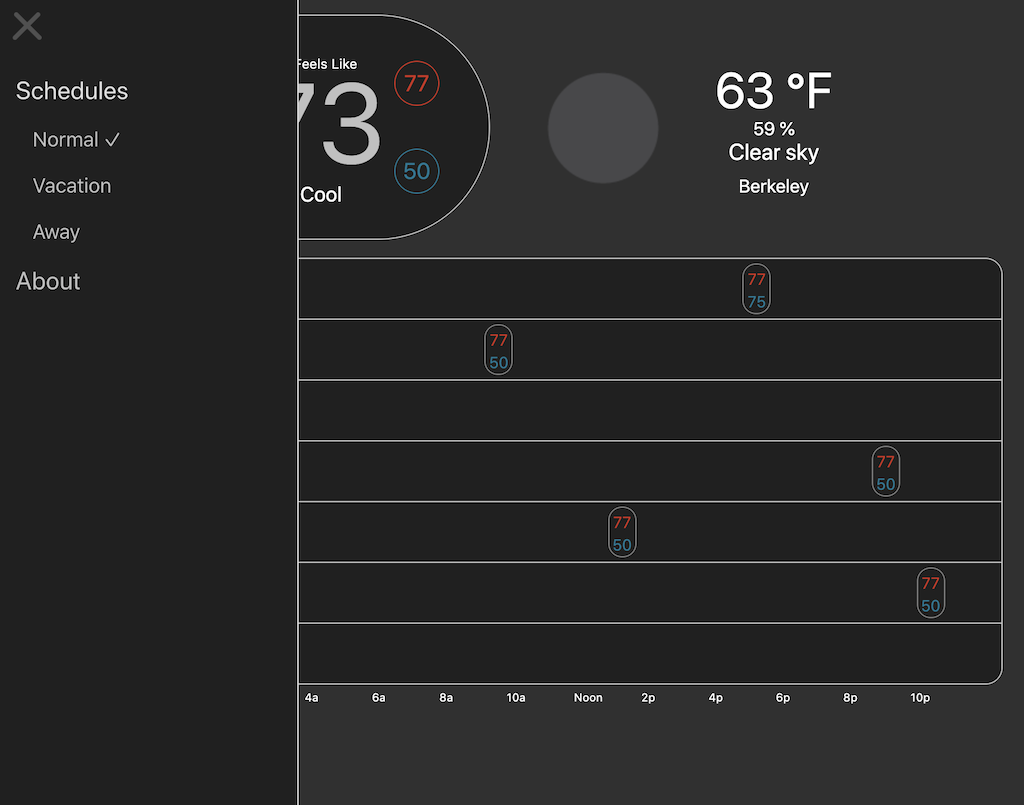 Schedules
Normal ✓
Vacation
Away
About
Feels Like
73
77
50
Cool
63 °F
59 %
Clear sky
Berkeley
77
75
77
50
77
50
77
50
77
50
4a 6a 8a 10a Noon 2p 4p 6p 8p 10p